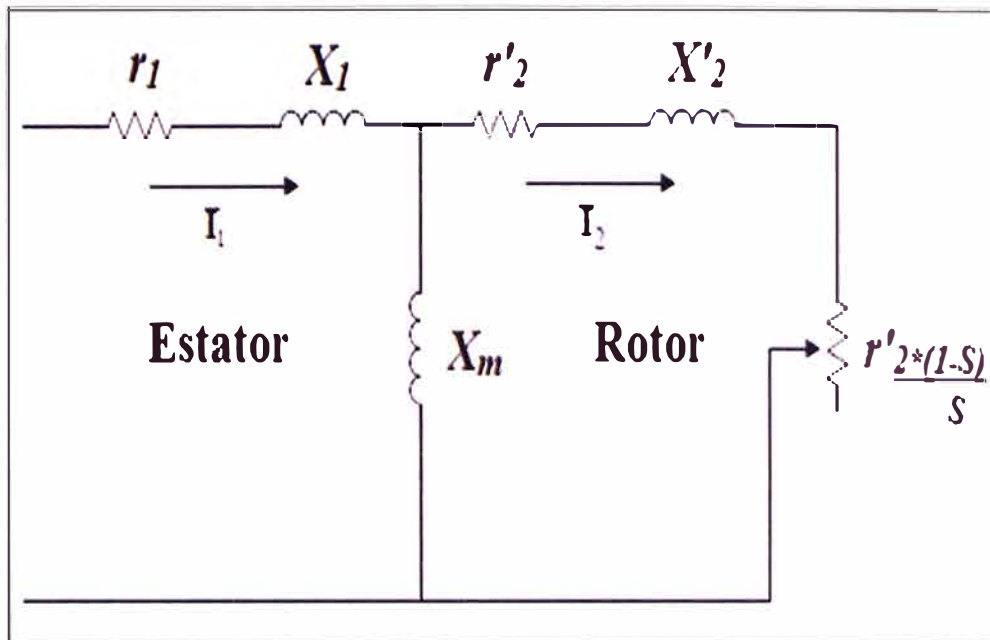 r1
X1
r'2
X'2
I1
I2
Estator
Xm
Rotor
r'2*(1-S)
S